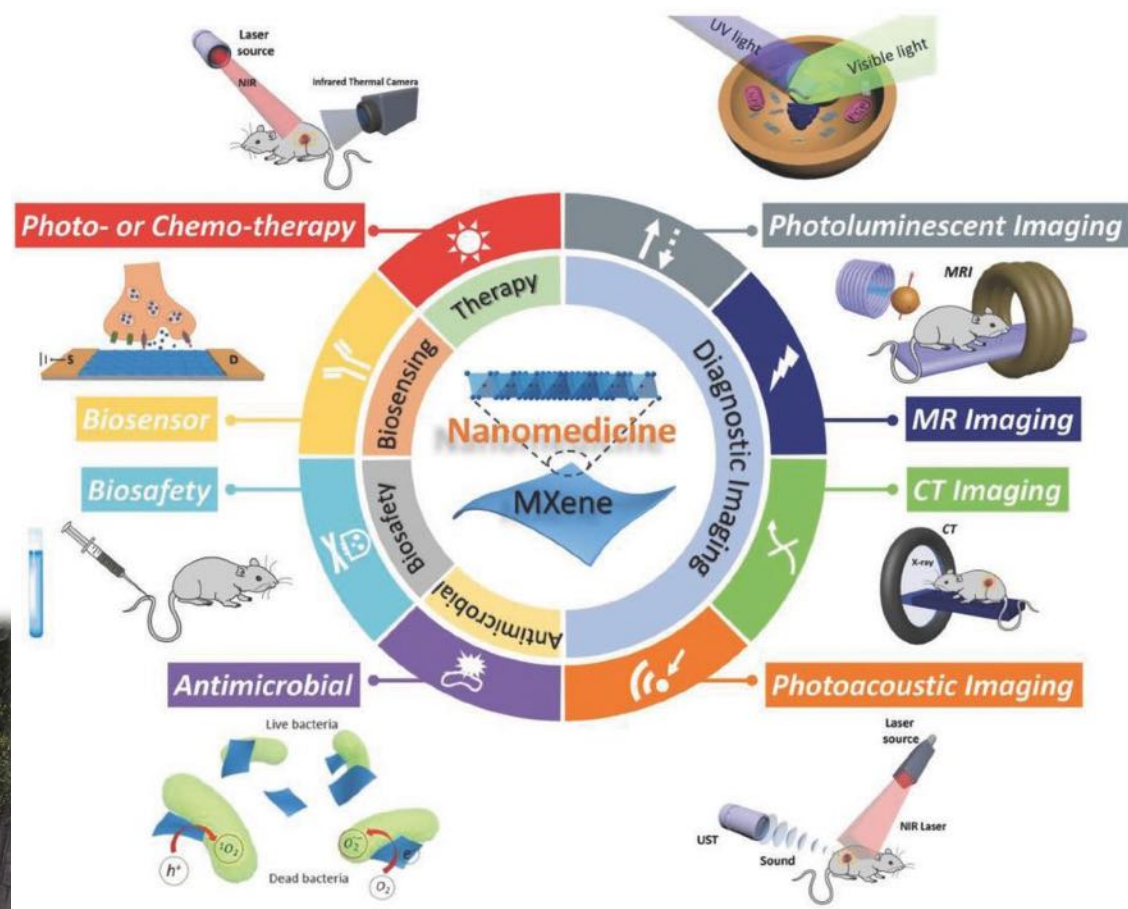 Laser
source
NIR
Infrared Thermal Camera
UV light
Visible light
Photo- or Chemo-therapy
Photoluminescent Imaging
Therapy
MRI
S
D
Diagnostic Imaging
Biosensing
Nanomedicine
Biosensor
MR Imaging
Biosafety
CT Imaging
MXene
Biosafety
CT
X-ray
Antimicrobial
Antimicrobial
Photoacoustic Imaging
Live bacteria
Laser
source
¹O₂
O₂⁻
e
h⁺
Dead bacteria
O₂
NIR Laser
UST
Sound